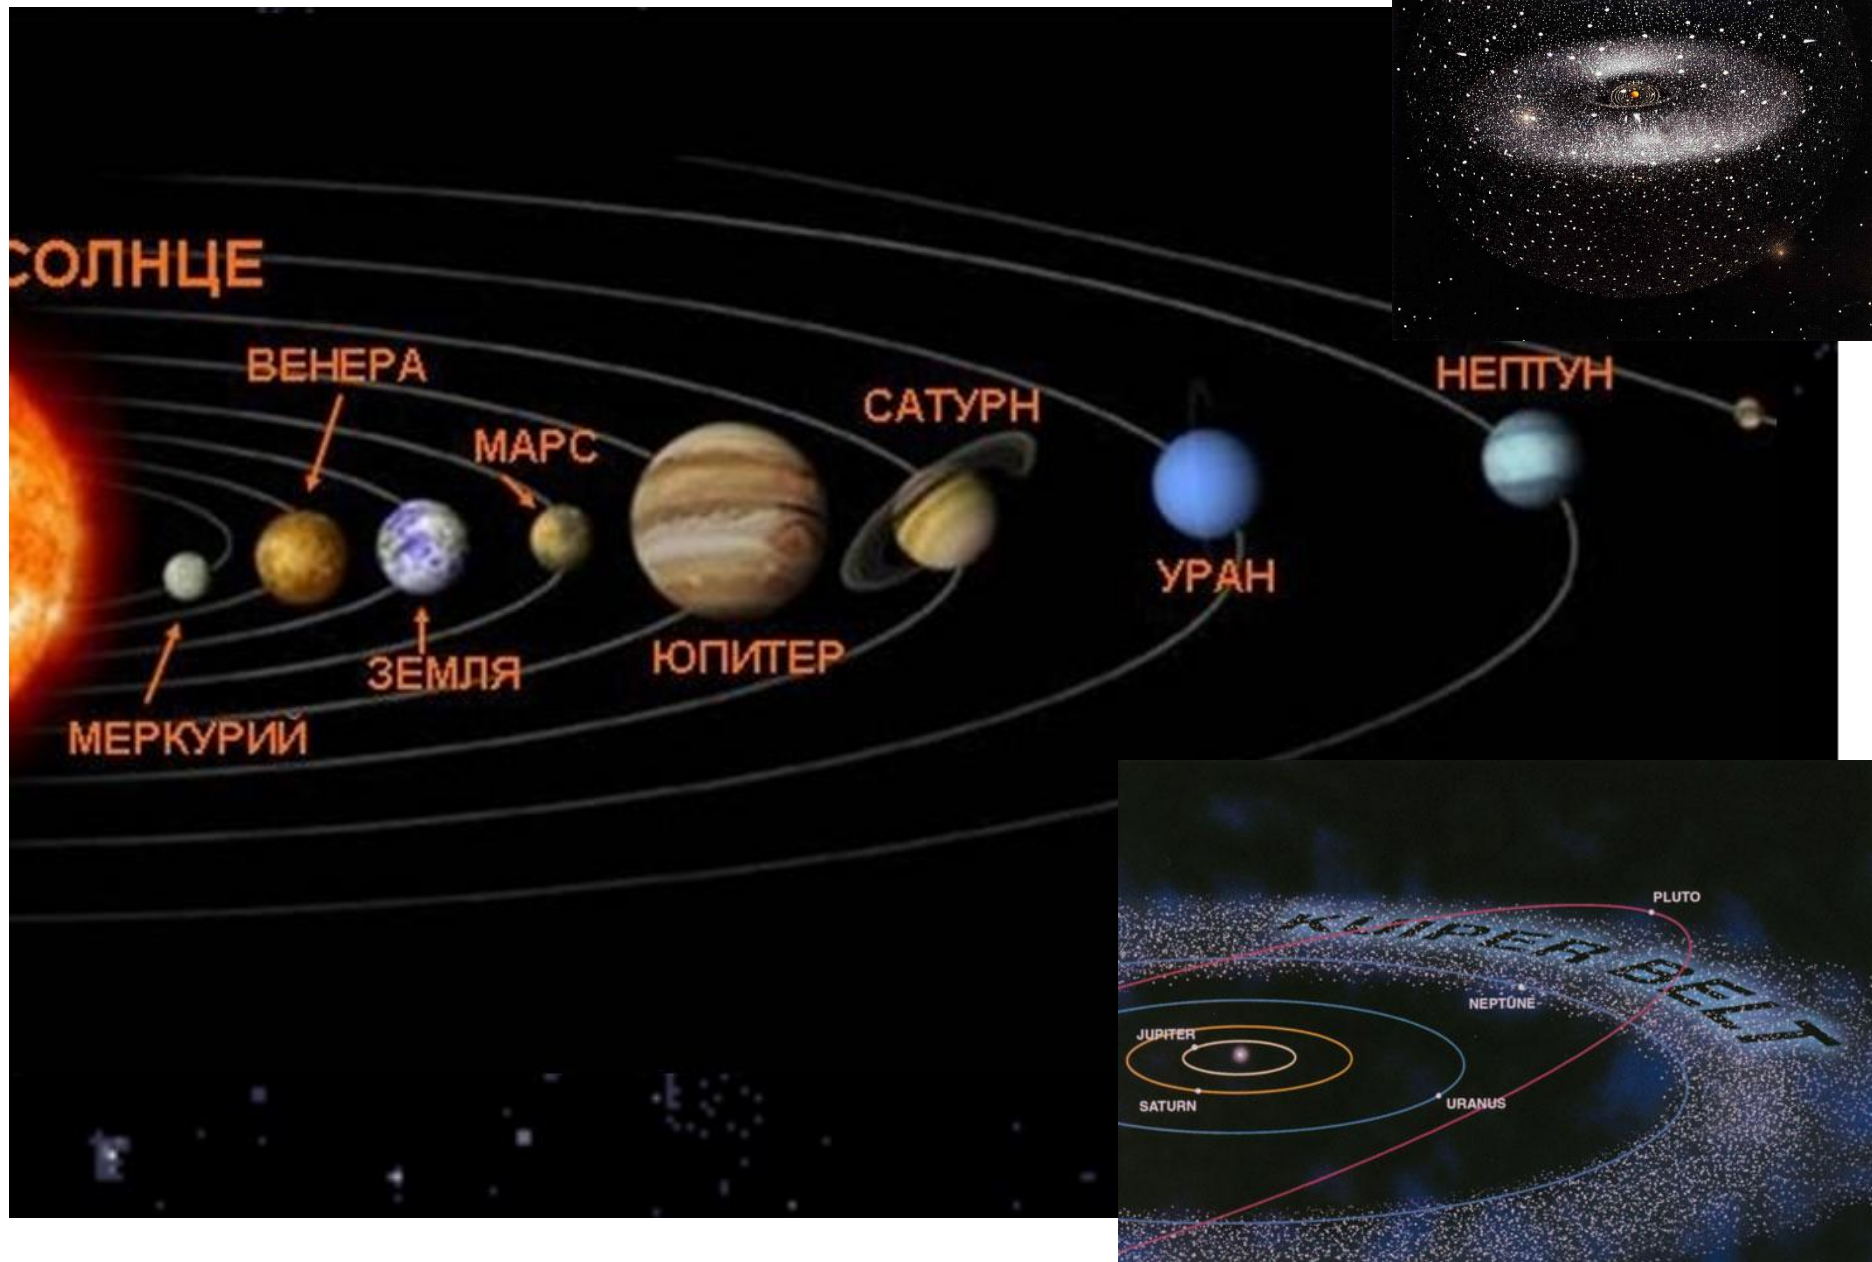 СОЛНЦЕ
ВЕНЕРА
МАРС
САТУРН
НЕПТУН
УРАН
ЗЕМЛЯ
ЮПИТЕР
МЕРКУРИЙ
PLUTO
KUIPER BELT
NEPTUNE
JUPITER
SATURN
URANUS